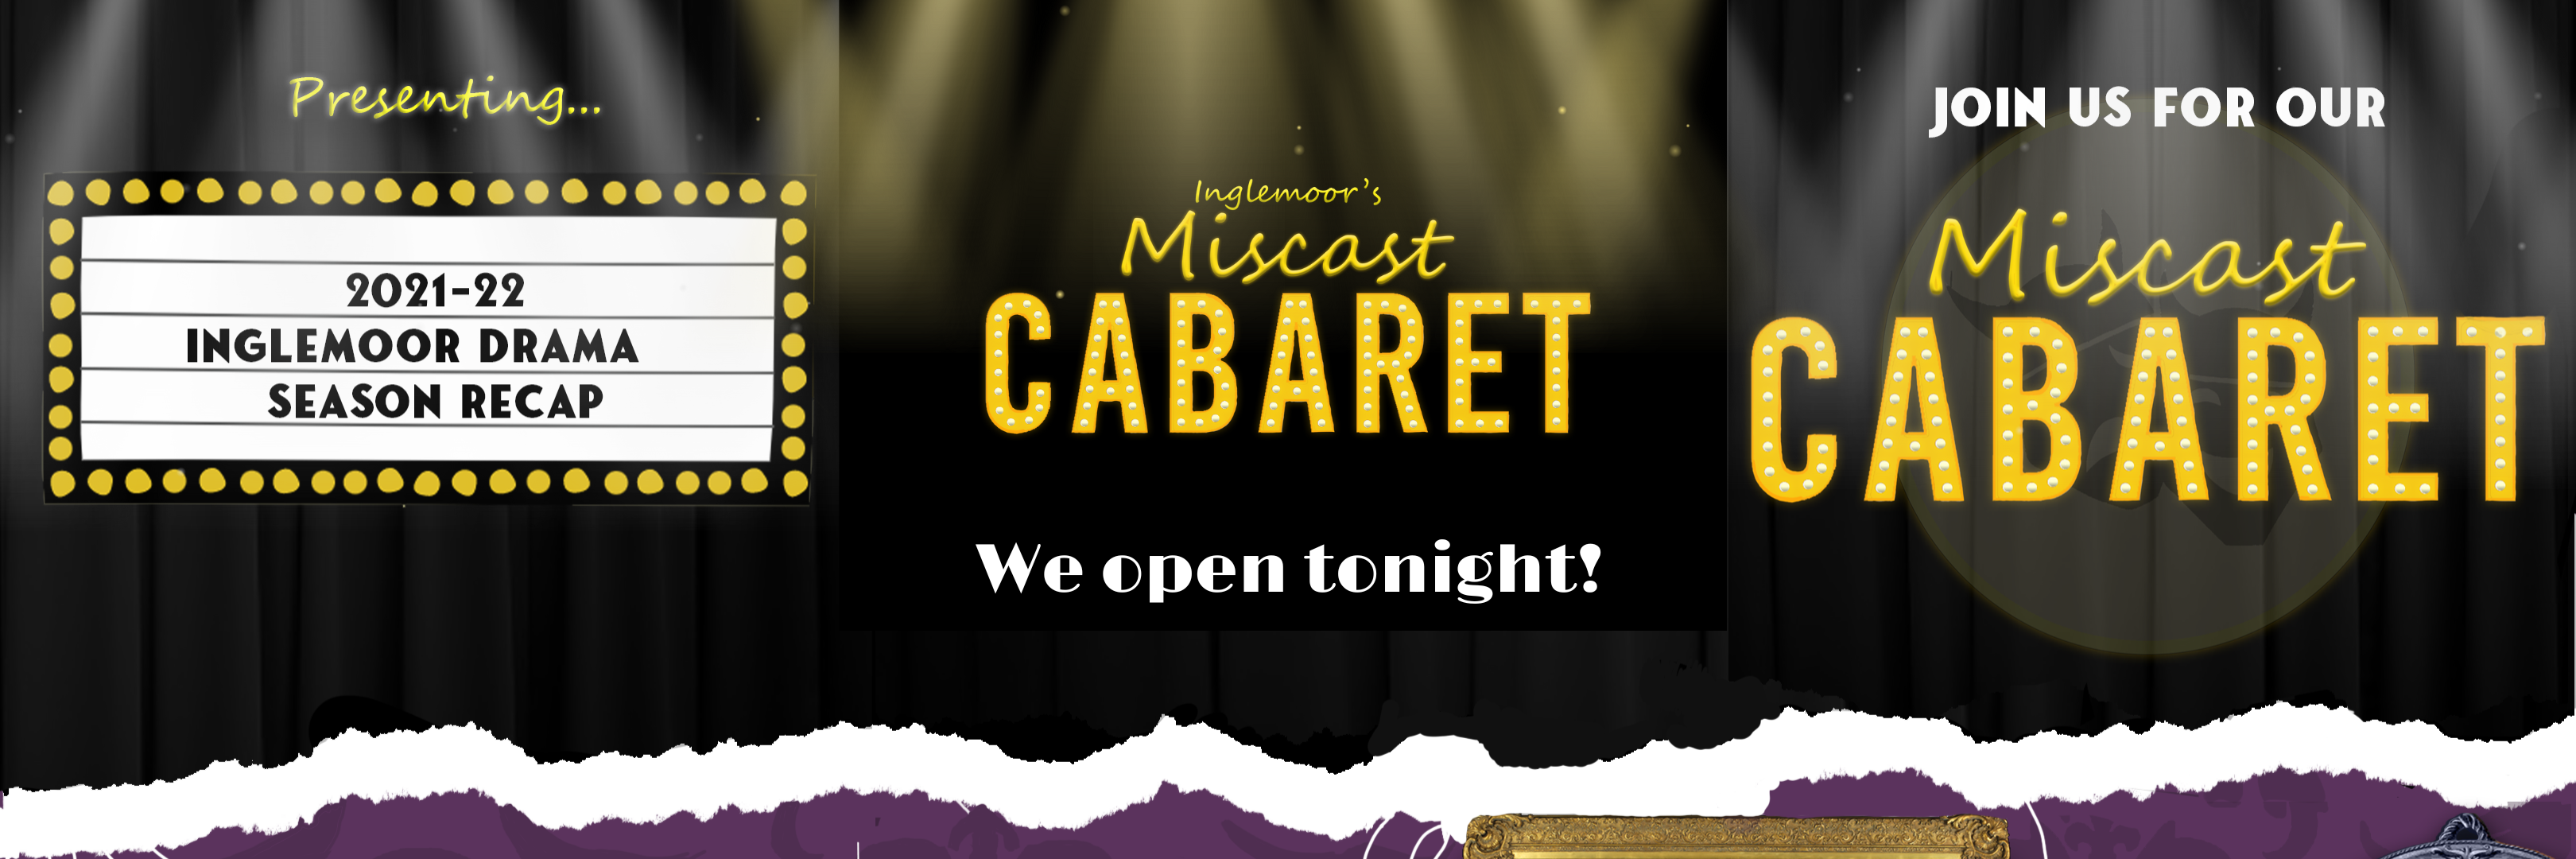 Presenting...
2021-22
INGLEMOOR DRAMA
SEASON RECAP
Inglemoor's
Miscast
CABARET
We open tonight!
JOIN US FOR OUR
Miscast
CABARET